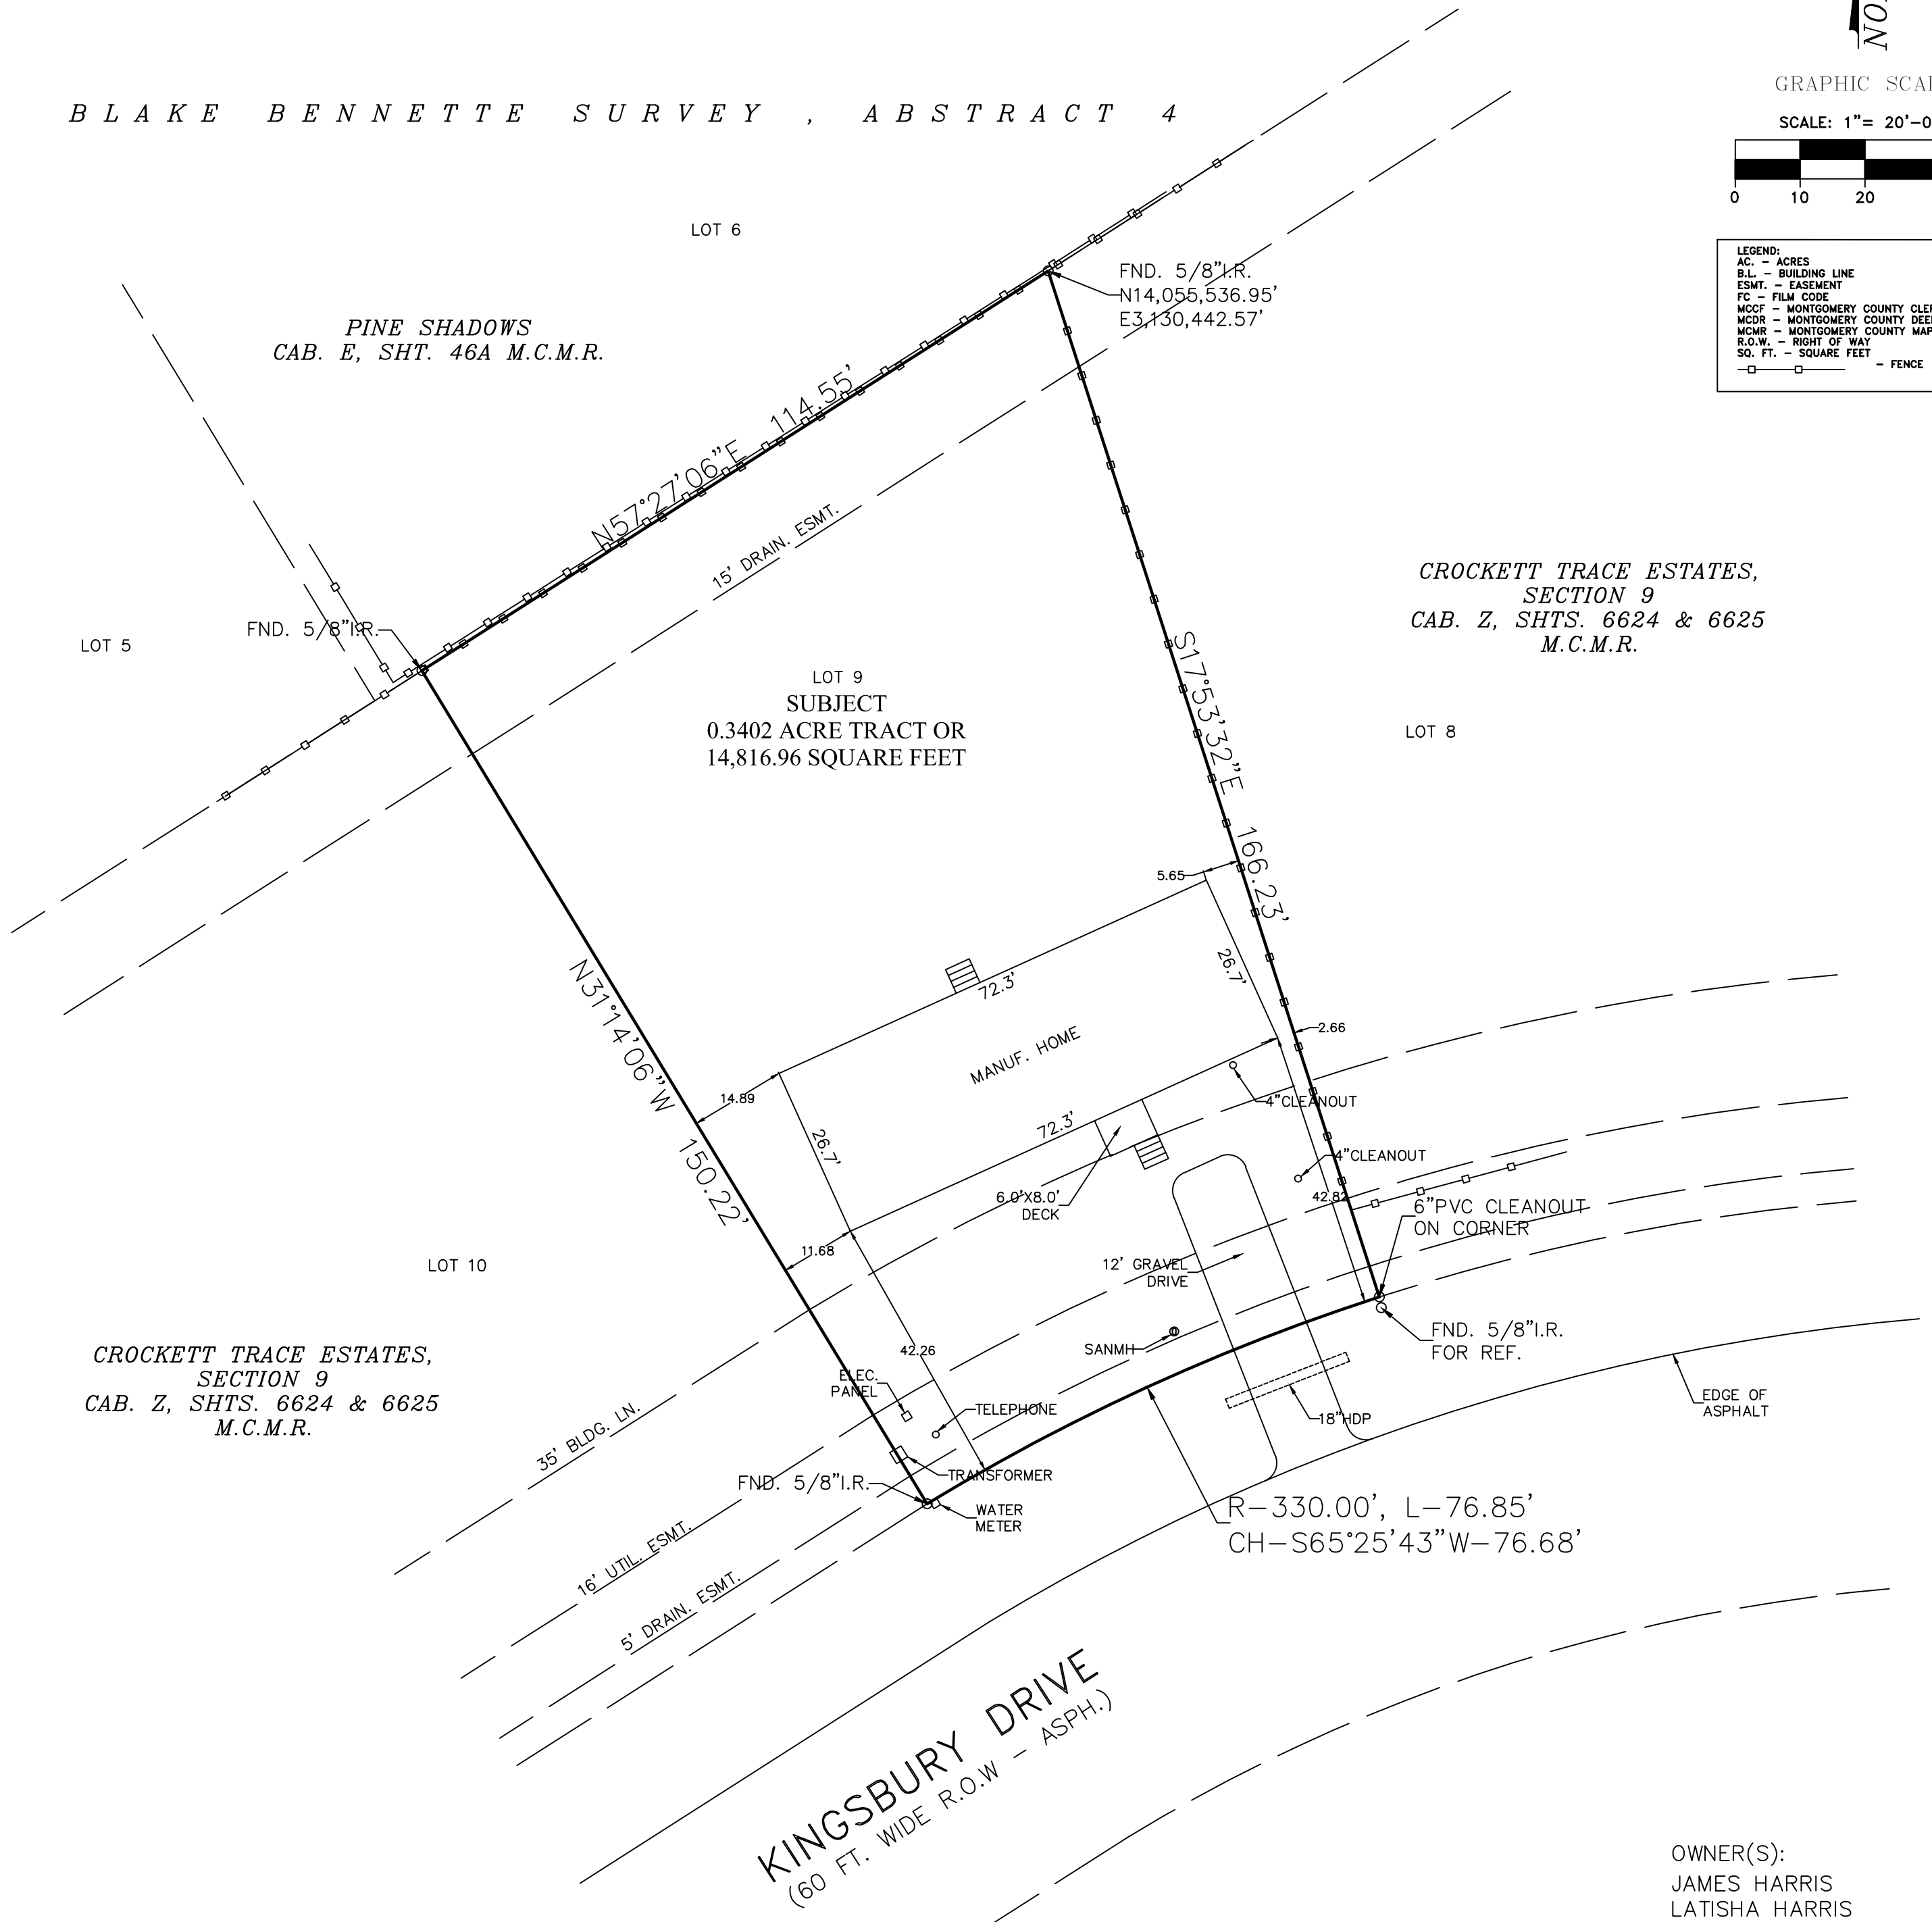 BLAKE BENNETTE SURVEY , ABSTRACT 4
GRAPHIC
SCALE: 1"= 20'-0
0 10 20
LEGEND:
AC. - ACRES
B.L. - BUILDING LINE
ESMT. - EASEMENT
FC - FILM CODE
MCCF - MONTGOMERY COUNTY
MCDR - MONTGOMERY COUNTY
MCMR - MONTGOMERY COUNTY
R.O.W. - RIGHT OF WAY
SQ. FT. - SQUARE FEET
- FENCE
LOT 6
FND. 5/8"I.R.
N14,055,536.95'
E3,130,442.57'
PINE SHADOWS
CAB. E, SHT. 46A M.C.M.R.
N57°27'06"E 114.55'
15' DRAIN. ESMT.
FND. 5/8"I.R.
LOT 5
CROCKETT TRACE ESTATES,
SECTION 9
CAB. Z, SHTS. 6624 & 6625
M.C.M.R.
LOT 9
SUBJECT
0.3402 ACRE TRACT OR
14,816.96 SQUARE FEET
S17°53'32"E 166.23'
LOT 8
5.65
26.7'
72.3'
N31°14'06"W 150.22'
MANUF. HOME
2.66
14.89
4"CLEANOUT
72.3'
26.7'
4"CLEANOUT
6.0'X8.0'
DECK
42.82
6"PVC CLEANOUT
ON CORNER
11.68
12' GRAVEL
DRIVE
LOT 10
SANMH
FND. 5/8"I.R.
FOR REF.
42.26
ELEC.
PANEL
TELEPHONE
18"HDP
EDGE OF
ASPHALT
CROCKETT TRACE ESTATES,
SECTION 9
CAB. Z, SHTS. 6624 & 6625
M.C.M.R.
35' BLDG. LN.
FND. 5/8"I.R.
TRANSFORMER
WATER
METER
R-330.00', L-76.85'
CH-S65°25'43"W-76.68'
16' UTIL. ESMT.
5' DRAIN. ESMT.
KINGSBURY DRIVE
(60 FT. WIDE R.O.W - ASPH.)
OWNER(S):
JAMES HARRIS
LATISHA HARRIS